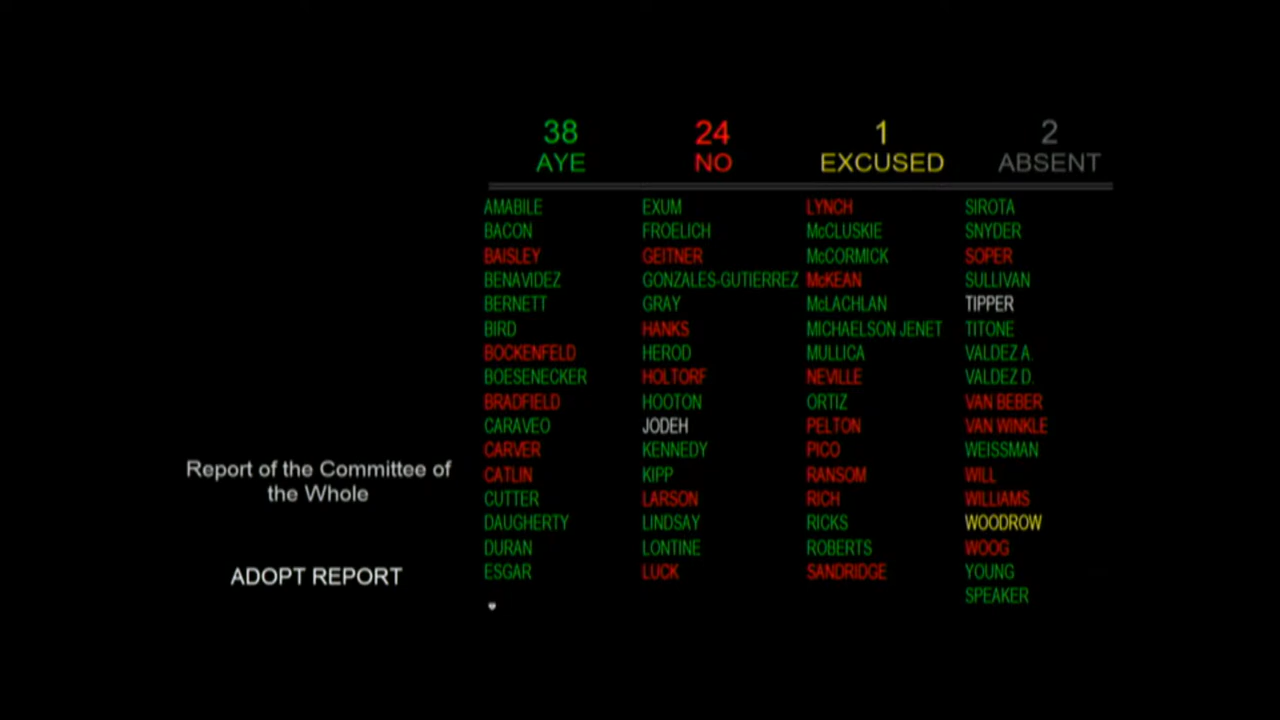 38 24 1 2
AYE NO EXCUSED ABSENT
AMABILE EXUM LYNCH SIROTA
BACON FROELICH McCLUSKIE SNYDER
BAISLEY GEITNER McCORMICK SOPER
BENAVIDEZ GONZALES-GUTIERREZ McKEAN SULLIVAN
BERNETT GRAY McLACHLAN TIPPER
BIRD HANKS MICHAELSON JENET TITONE
BOCKENFELD HEROD MULLICA VALDEZ A.
BOESENECKER HOLTORF NEVILLE VALDEZ D.
BRADFIELD HOOTON ORTIZ VAN BEBER
CARAVEO JODEH PELTON VAN WINKLE
CARVER KENNEDY PICO WEISSMAN
CATLIN KIPP RANSOM WILL
CUTTER LARSON RICH WILLIAMS
DAUGHERTY LINDSAY RICKS WOODROW
DURAN LONTINE ROBERTS WOOG
ESGAR LUCK SANDRIDGE YOUNG
SPEAKER
Report of the Committee of
the Whole
ADOPT REPORT